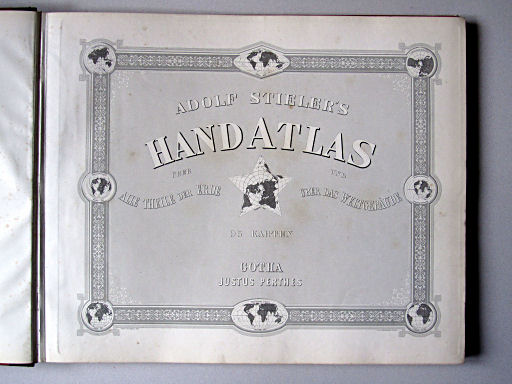 ADOLF STIELER'S
HANDATLAS
ÜBER UND
ALLE THEILE DER ERDE ÜBER DAS WELTGEBÄUDE
95 KARTEN
GOTHA
JUSTUS PERTHES